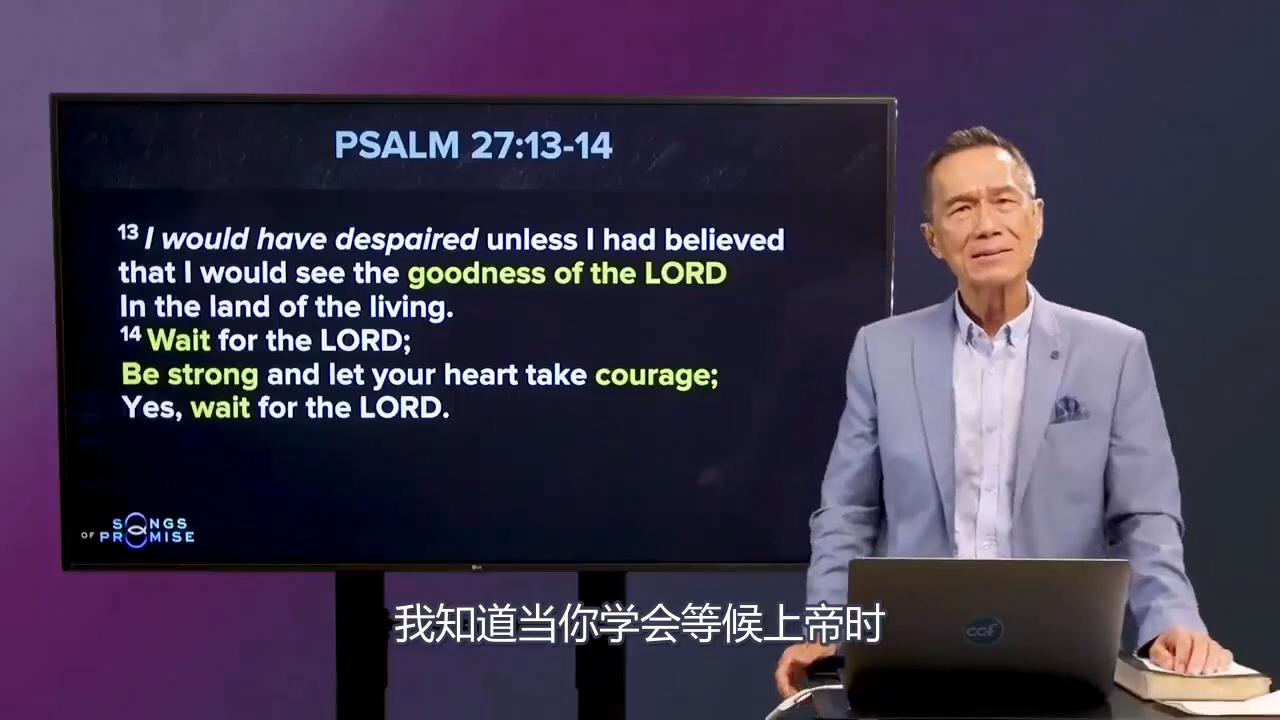 PSALM 27:13-14
13 I would have despaired unless I had believed
that I would see the goodness of the LORD
In the land of the living.
14 Wait for the LORD;
Be strong and let your heart take courage;
Yes, wait for the LORD.
SONGS
OF PROMISE
LG
我知道当你学会等候上帝时
ccf